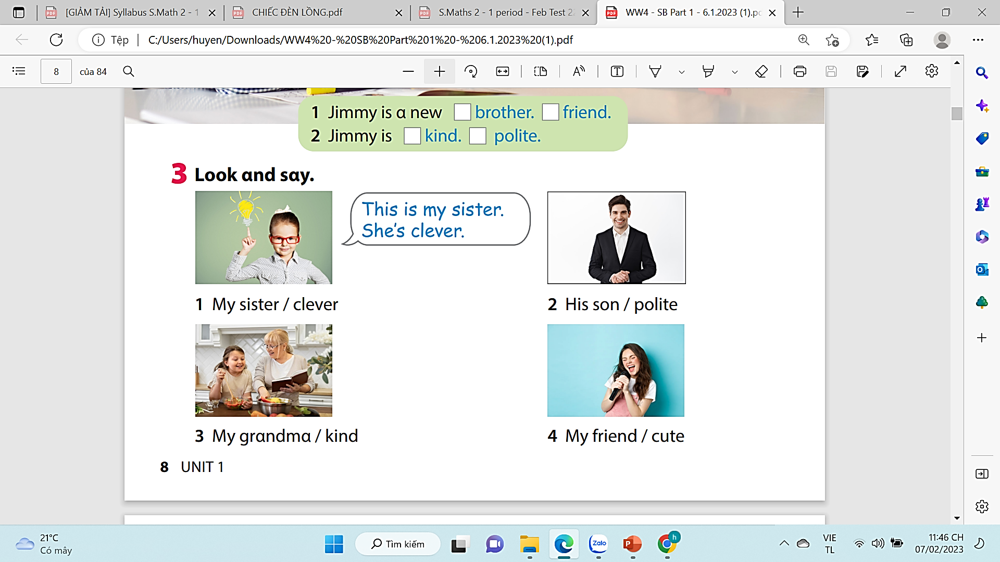 [GIẢM TẢI] Syllabus S.Math 2 - 1
CHIẾC ĐÈN LỒNG.pdf
S.Maths 2 - 1 period - Feb Test 22
WW4 - SB Part 1 - 6.1.2023 (1).pd
Tệp
C:/Users/huyen/Downloads/WW4%20-%20SB%20Part%201%20-%206.1.2023%20(1).pdf
8 của 84
1 Jimmy is a new brother. friend.
2 Jimmy is kind. polite.
3 Look and say.
This is my sister.
She's clever.
1 My sister / clever
2 His son / polite
3 My grandma / kind
4 My friend / cute
8 UNIT 1
21°C
Có mây
Tìm kiếm
Zalo
h
VIE
TL
11:46 CH
07/02/2023